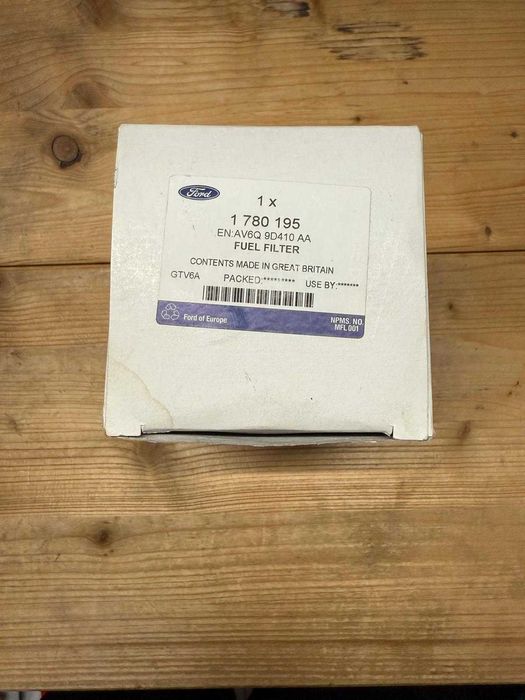 Ford
1 x
1 780 195
EN:AV6Q 9D410 AA
FUEL FILTER
CONTENTS MADE IN GREAT BRITAIN
GTV6A PACKED:******** USE BY:*******
Ford of Europe
NPMS. NO.
MFL 001